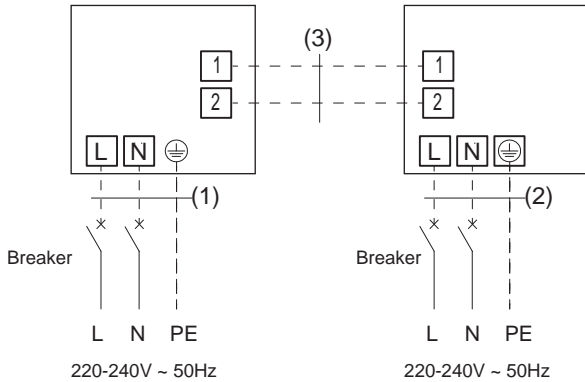 (3)
1 1
2 2
L N L N
(1) (2)
Breaker Breaker
L N PE L N PE
220-240V ~ 50Hz 220-240V ~ 50Hz